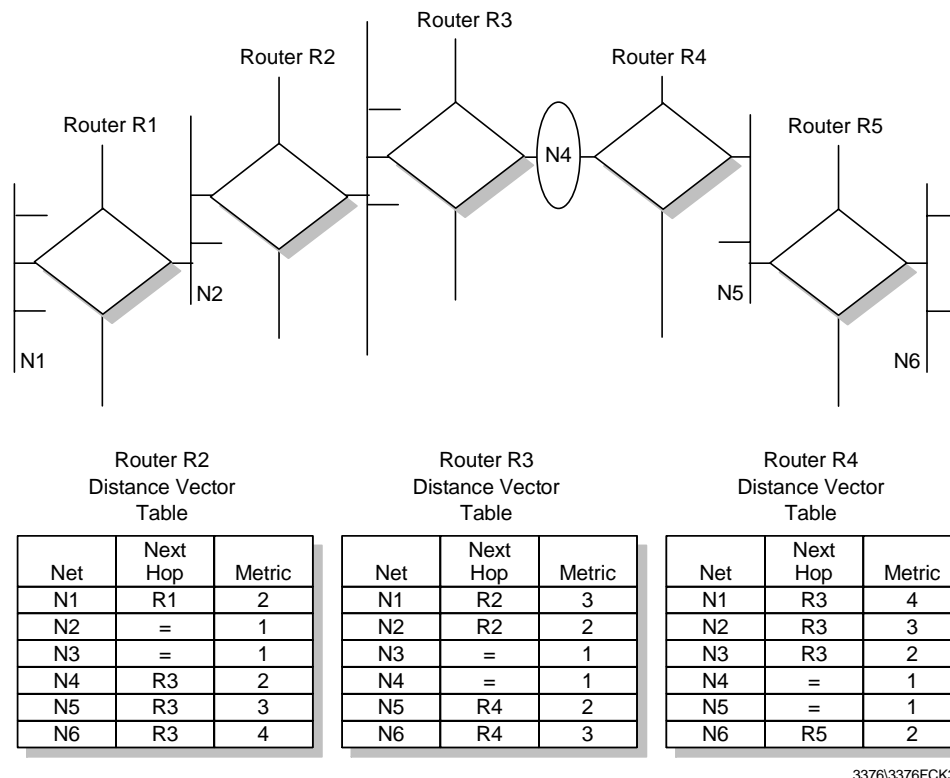 Router R3
Router R2
Router R4
Router R1
Router R5
N4
N2
N5
N1
N6
Router R2
Distance Vector
Table
Router R3
Distance Vector
Table
Router R4
Distance Vector
Table
Net Next Hop Metric
N1 R1 2
N2 = 1
N3 = 1
N4 R3 2
N5 R3 3
N6 R3 4
Net Next Hop Metric
N1 R2 3
N2 R2 2
N3 = 1
N4 = 1
N5 R4 2
N6 R4 3
Net Next Hop Metric
N1 R3 4
N2 R3 3
N3 R3 2
N4 = 1
N5 = 1
N6 R5 2